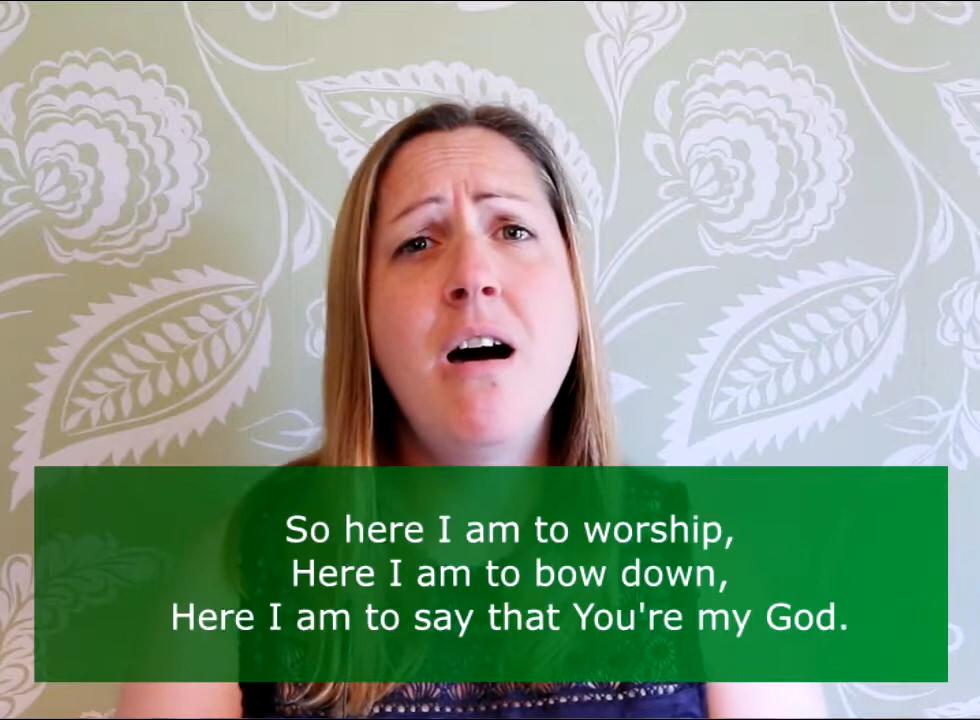 So here I am to worship,
Here I am to bow down,
Here I am to say that You're my God.